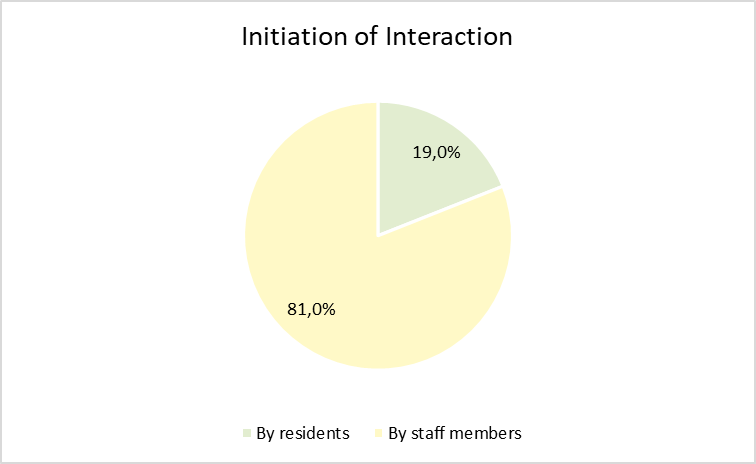 Initiation of Interaction
19,0%
81,0%
By residents
By staff members